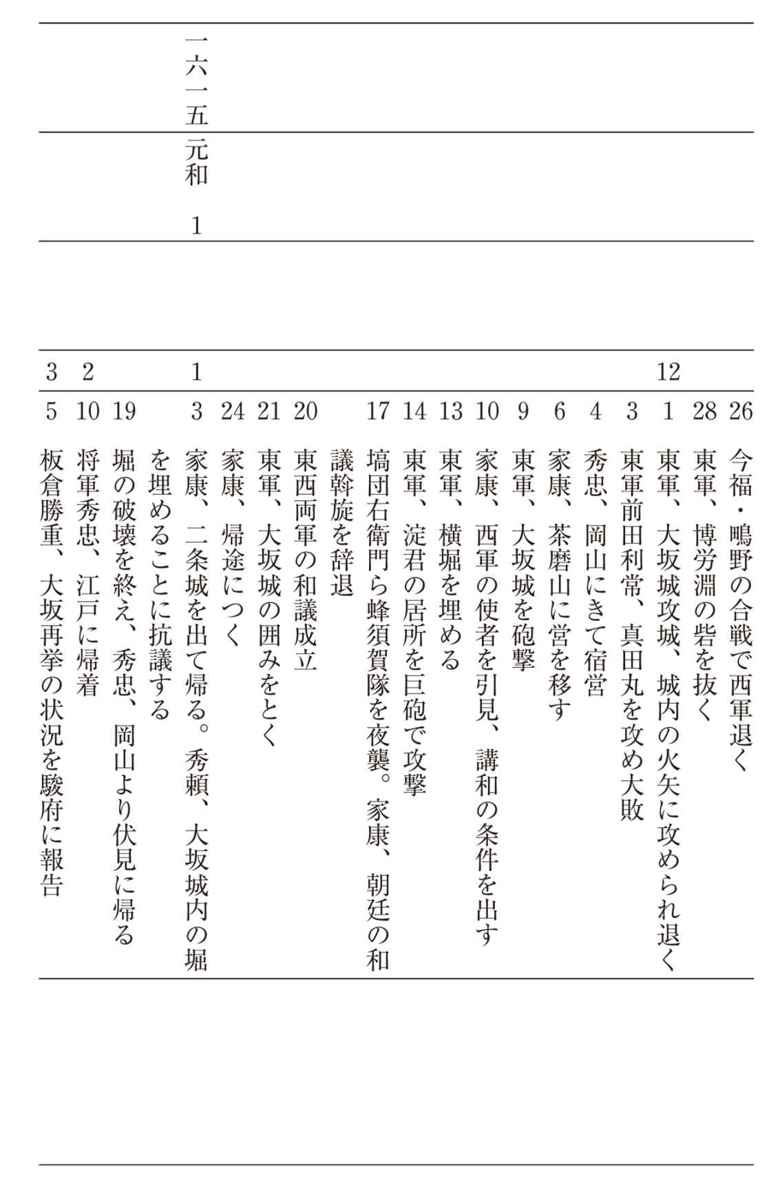 26 今福・鴫野の合戦で西軍退く
28 東軍、博労淵の砦を抜く
12 1 東軍、大坂城攻城、城内の火矢に攻められ退く
3 東軍前田利常、真田丸を攻め大敗
4 秀忠、岡山にきて宿営
6 家康、茶磨山に営を移す
9 東軍、大坂城を砲撃
10 家康、西軍の使者を引見、講和の条件を出す
13 東軍、横堀を埋める
14 東軍、淀君の居所を巨砲で攻撃
17 塙団右衛門ら蜂須賀隊を夜襲。家康、朝廷の和
議斡旋を辞退
20 東西両軍の和議成立
21 東軍、大坂城の囲みをとく
24 家康、帰途につく
一六一五 元和 1 1 3 家康、二条城を出て帰る。秀頼、大坂城内の堀
を埋めることに抗議する
19 堀の破壊を終え、秀忠、岡山より伏見に帰る
2 10 将軍秀忠、江戸に帰着
3 5 板倉勝重、大坂再挙の状況を駿府に報告